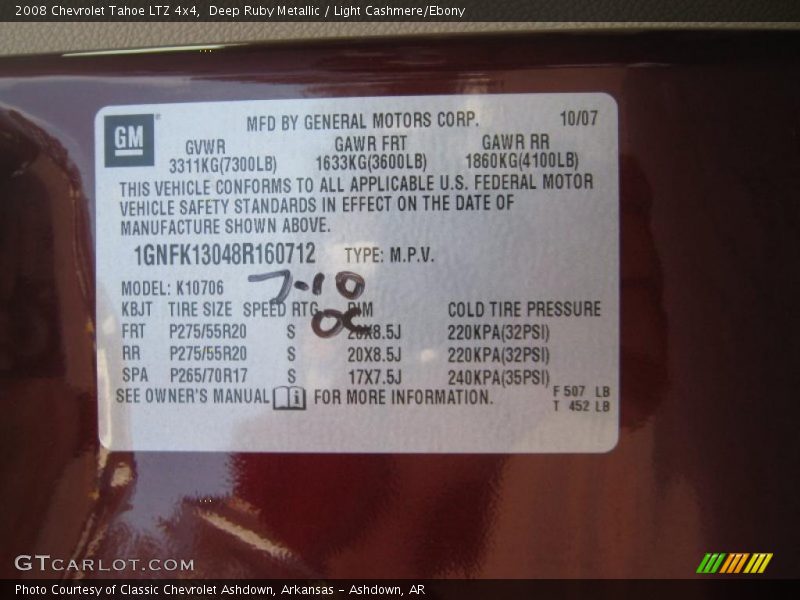 2008 Chevrolet Tahoe LTZ 4x4, Deep Ruby Metallic / Light Cashmere/Ebony
GM
MFD BY GENERAL MOTORS CORP. 10/07
GVWR GAWR FRT GAWR RR
3311KG(7300LB) 1633KG(3600LB) 1860KG(4100LB)
THIS VEHICLE CONFORMS TO ALL APPLICABLE U.S. FEDERAL MOTOR
VEHICLE SAFETY STANDARDS IN EFFECT ON THE DATE OF
MANUFACTURE SHOWN ABOVE.
1GNFK13048R160712 TYPE: M.P.V.
7-10
MODEL: K10706
KBJT TIRE SIZE SPEED RTG RIM COLD TIRE PRESSURE
OC
FRT P275/55R20 S 20X8.5J 220KPA(32PSI)
RR P275/55R20 S 20X8.5J 220KPA(32PSI)
SPA P265/70R17 S 17X7.5J 240KPA(35PSI)
SEE OWNER'S MANUAL FOR MORE INFORMATION.
F 507 LB
T 452 LB
GTCARLOT.COM
Photo Courtesy of Classic Chevrolet Ashdown, Arkansas - Ashdown, AR